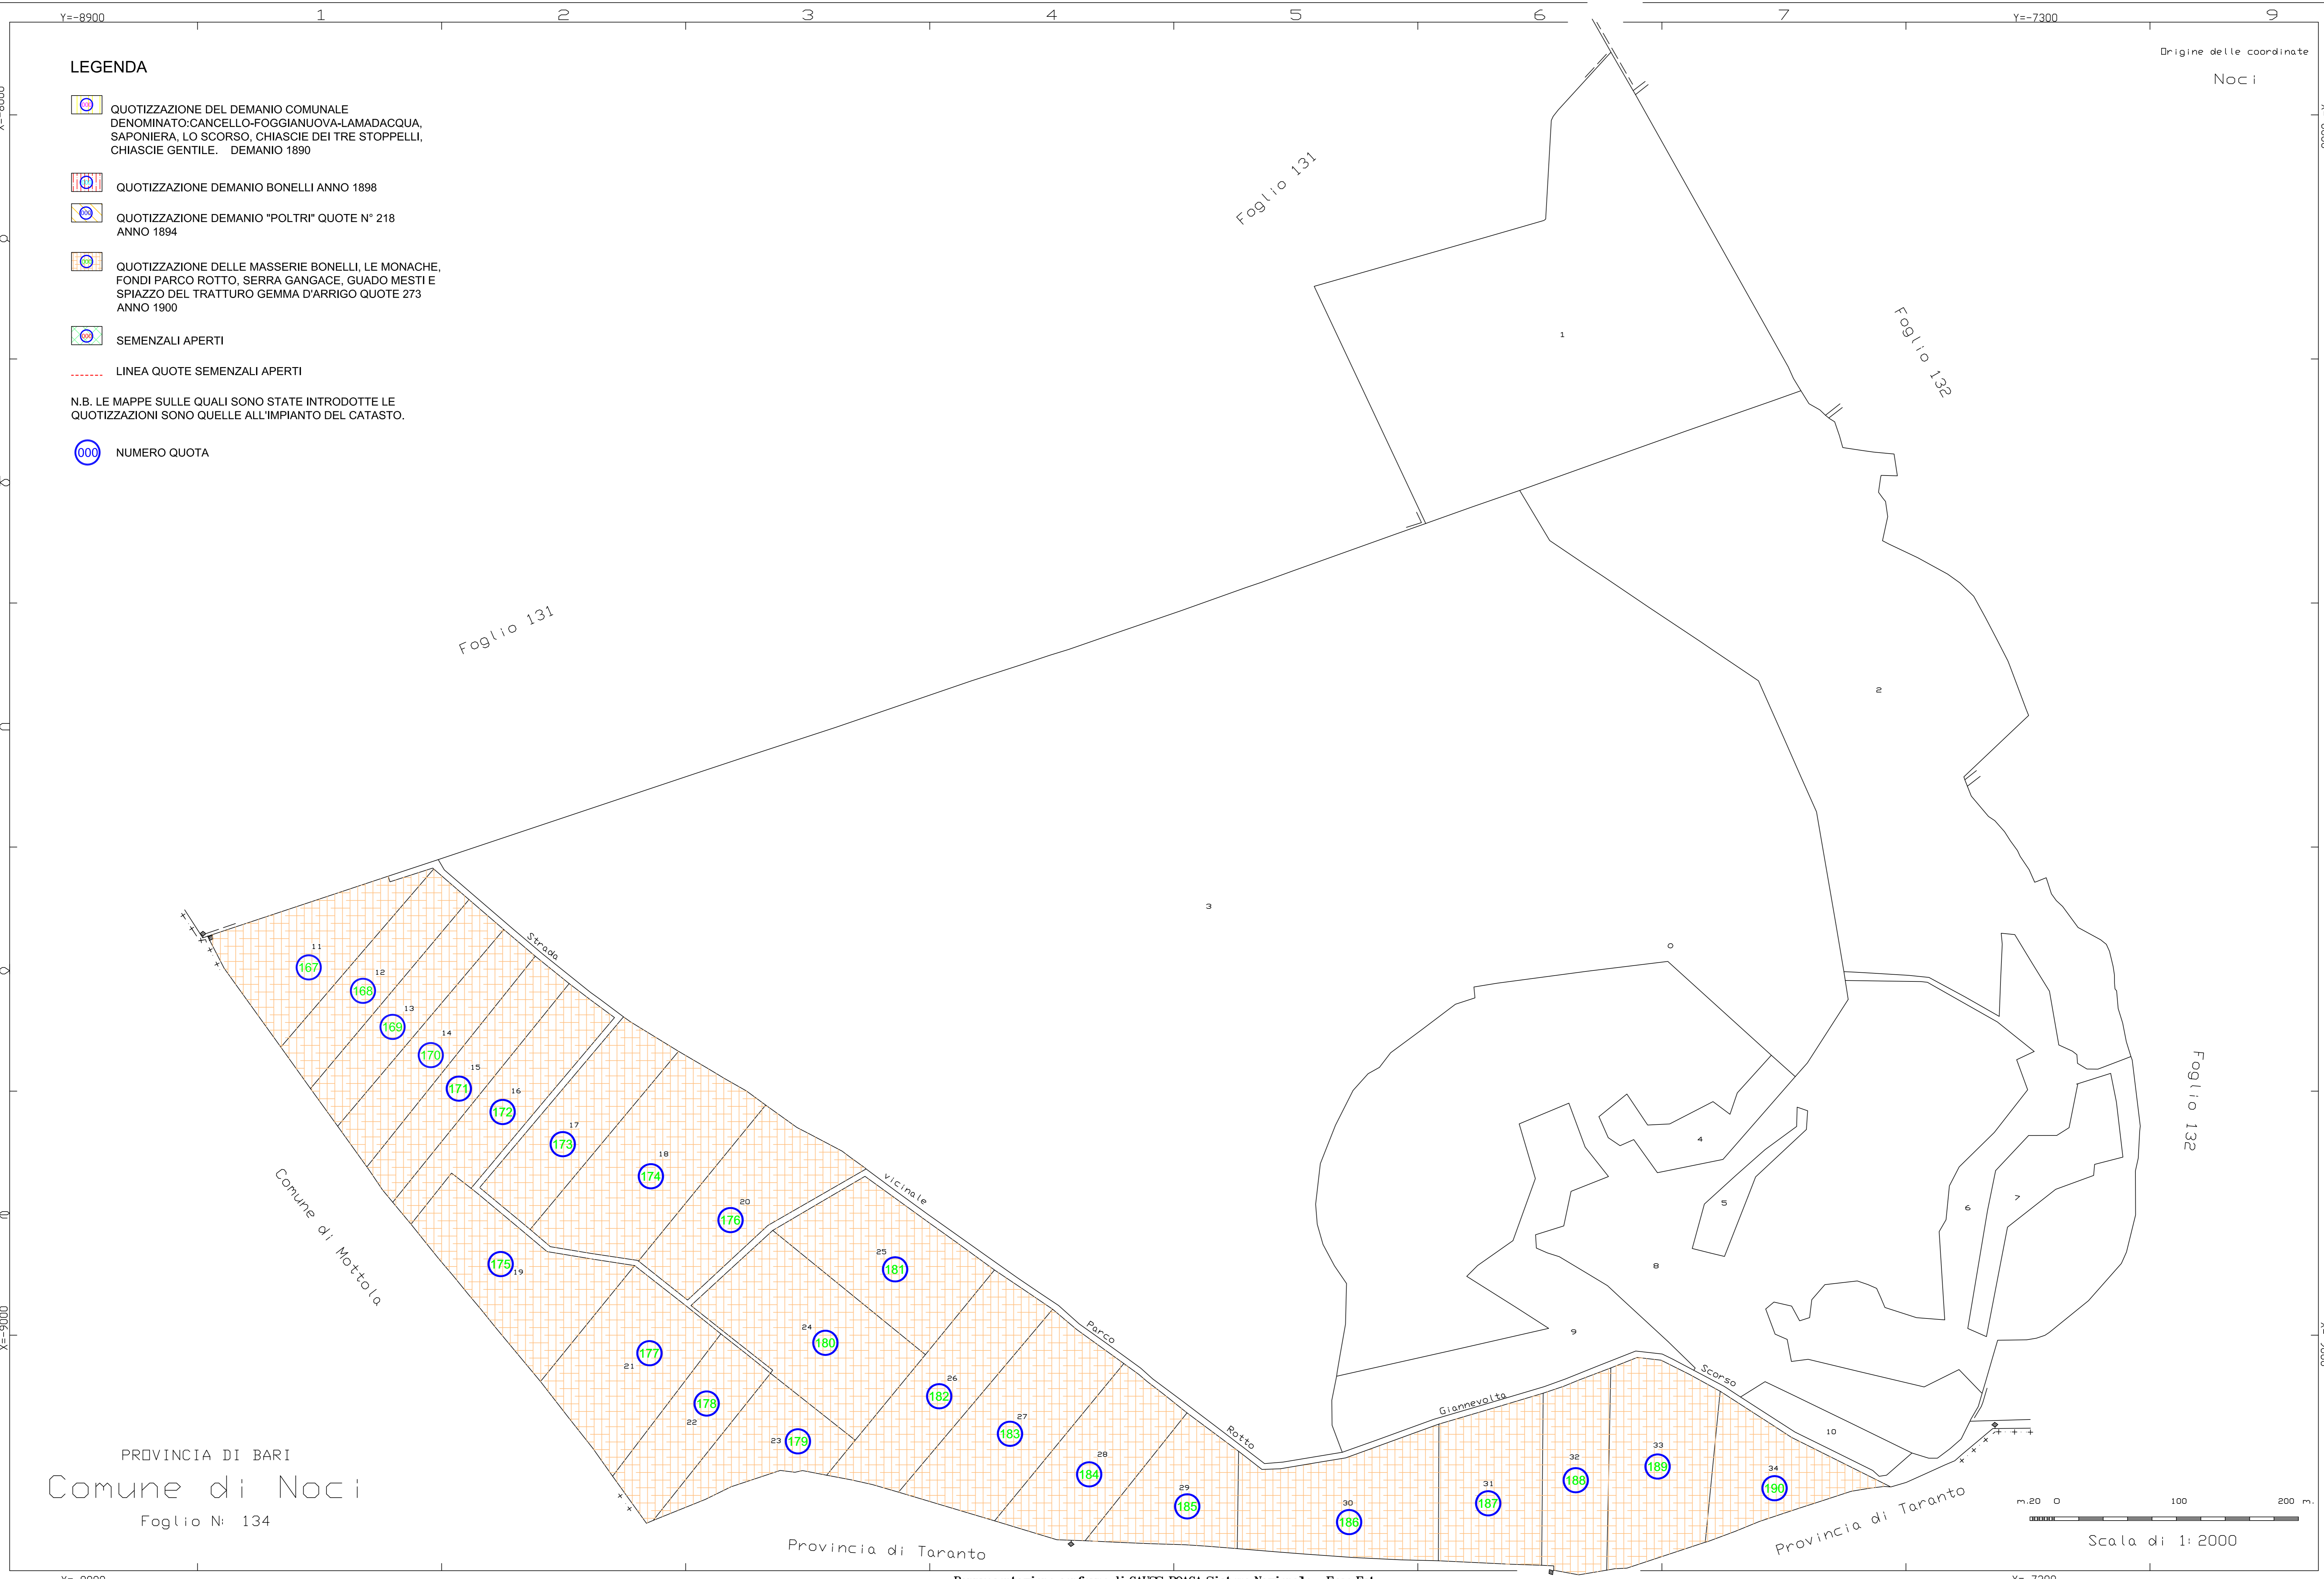 Y=-8900
1
2
3
4
5
6
7
Y=-7300
9
Origine delle coordinate
Noci
LEGENDA
QUOTIZZAZIONE DEL DEMANIO COMUNALE
DENOMINATO:CANCELLO-FOGGIANUOVA-LAMADACQUA,
SAPONIERA, LO SCORSO, CHIASCIE DEI TRE STOPPELLI,
CHIASCIE GENTILE. DEMANIO 1890
QUOTIZZAZIONE DEMANIO BONELLI ANNO 1898
000
QUOTIZZAZIONE DEMANIO "POLTRI" QUOTE N° 218
ANNO 1894
QUOTIZZAZIONE DELLE MASSERIE BONELLI, LE MONACHE,
FONDI PARCO ROTTO, SERRA GANGACE, GUADO MESTI E
SPIAZZO DEL TRATTURO GEMMA D'ARRIGO QUOTE 273
ANNO 1900
000
SEMENZALI APERTI
LINEA QUOTE SEMENZALI APERTI
N.B. LE MAPPE SULLE QUALI SONO STATE INTRODOTTE LE
QUOTIZZAZIONI SONO QUELLE ALL'IMPIANTO DEL CATASTO.
000
NUMERO QUOTA
Foglio 131
Foglio 132
1
Foglio 131
2
3
Strada
11
167
12
168
13
169
14
170
15
171
16
172
17
173
18
174
20
176
vicinale
175
19
25
181
24
180
177
21
178
22
23
179
26
182
27
183
28
184
29
185
30
186
31
187
32
188
33
189
34
190
Parco
Rotto
Giannevolta
Scorso
4
5
6
7
8
9
10
Foglio 132
Comune di Mottola
X=-9000
PROVINCIA DI BARI
Comune di Noci
Foglio N: 134
Provincia di Taranto
Provincia di Taranto
m.20 0 100 200 m.
Scala di 1:2000